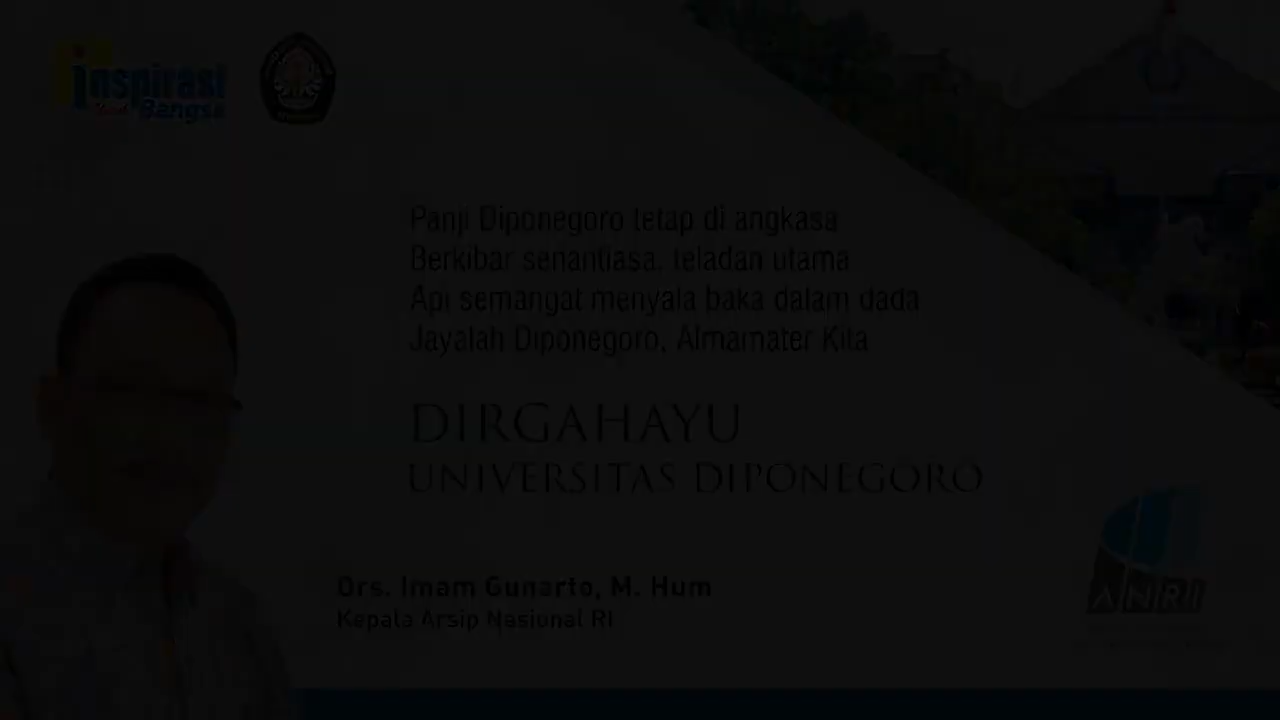 inspirasi
Bangsa
Panji Diponegoro tetap di angkasa
Berkibar senantiasa, teladan utama
Api semangat menyala baka dalam dada
Jayalah Diponegoro, Almamater Kita
DIRGAHAYU
UNIVERSITAS DIPONEGORO
Drs. Imam Gunarto, M. Hum
Kepala Arsip Nasional RI
ANRI